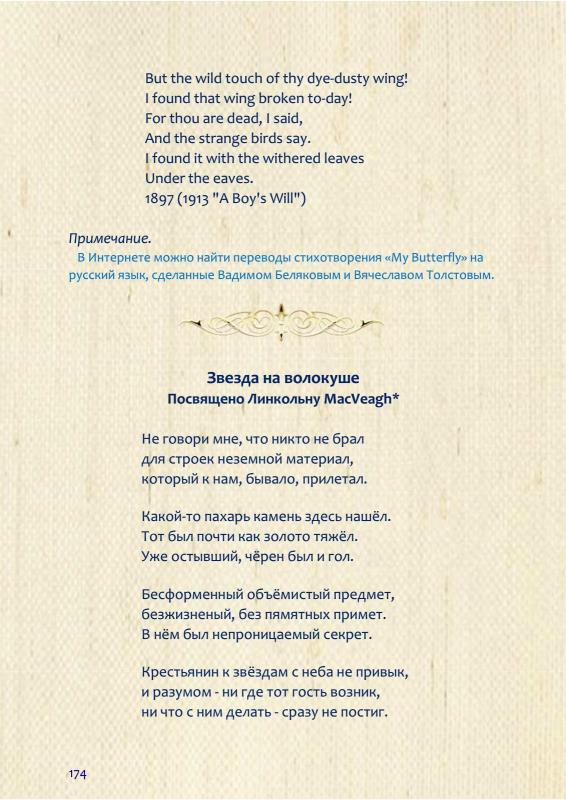 But the wild touch of thy dye-dusty wing!
I found that wing broken to-day!
For thou are dead, I said,
And the strange birds say.
I found it with the withered leaves
Under the eaves.
1897 (1913 "A Boy's Will")
Примечание.
В Интернете можно найти переводы стихотворения «My Butterfly» на
русский язык, сделанные Вадимом Беляковым и Вячеславом Толстовым.
Звезда на волокуше
Посвящено Линкольну MacVeagh*
Не говори мне, что никто не брал
для строек неземной материал,
который к нам, бывало, прилетал.
Какой-то пахарь камень здесь нашёл.
Тот был почти как золото тяжёл.
Уже остывший, чёрен был и гол.
Бесформенный объёмистый предмет,
безжизненый, без пямятных примет.
В нём был непроницаемый секрет.
Крестьянин к звёздам с неба не привык,
и разумом - ни где тот гость возник,
ни что с ним делать - сразу не постиг.
174